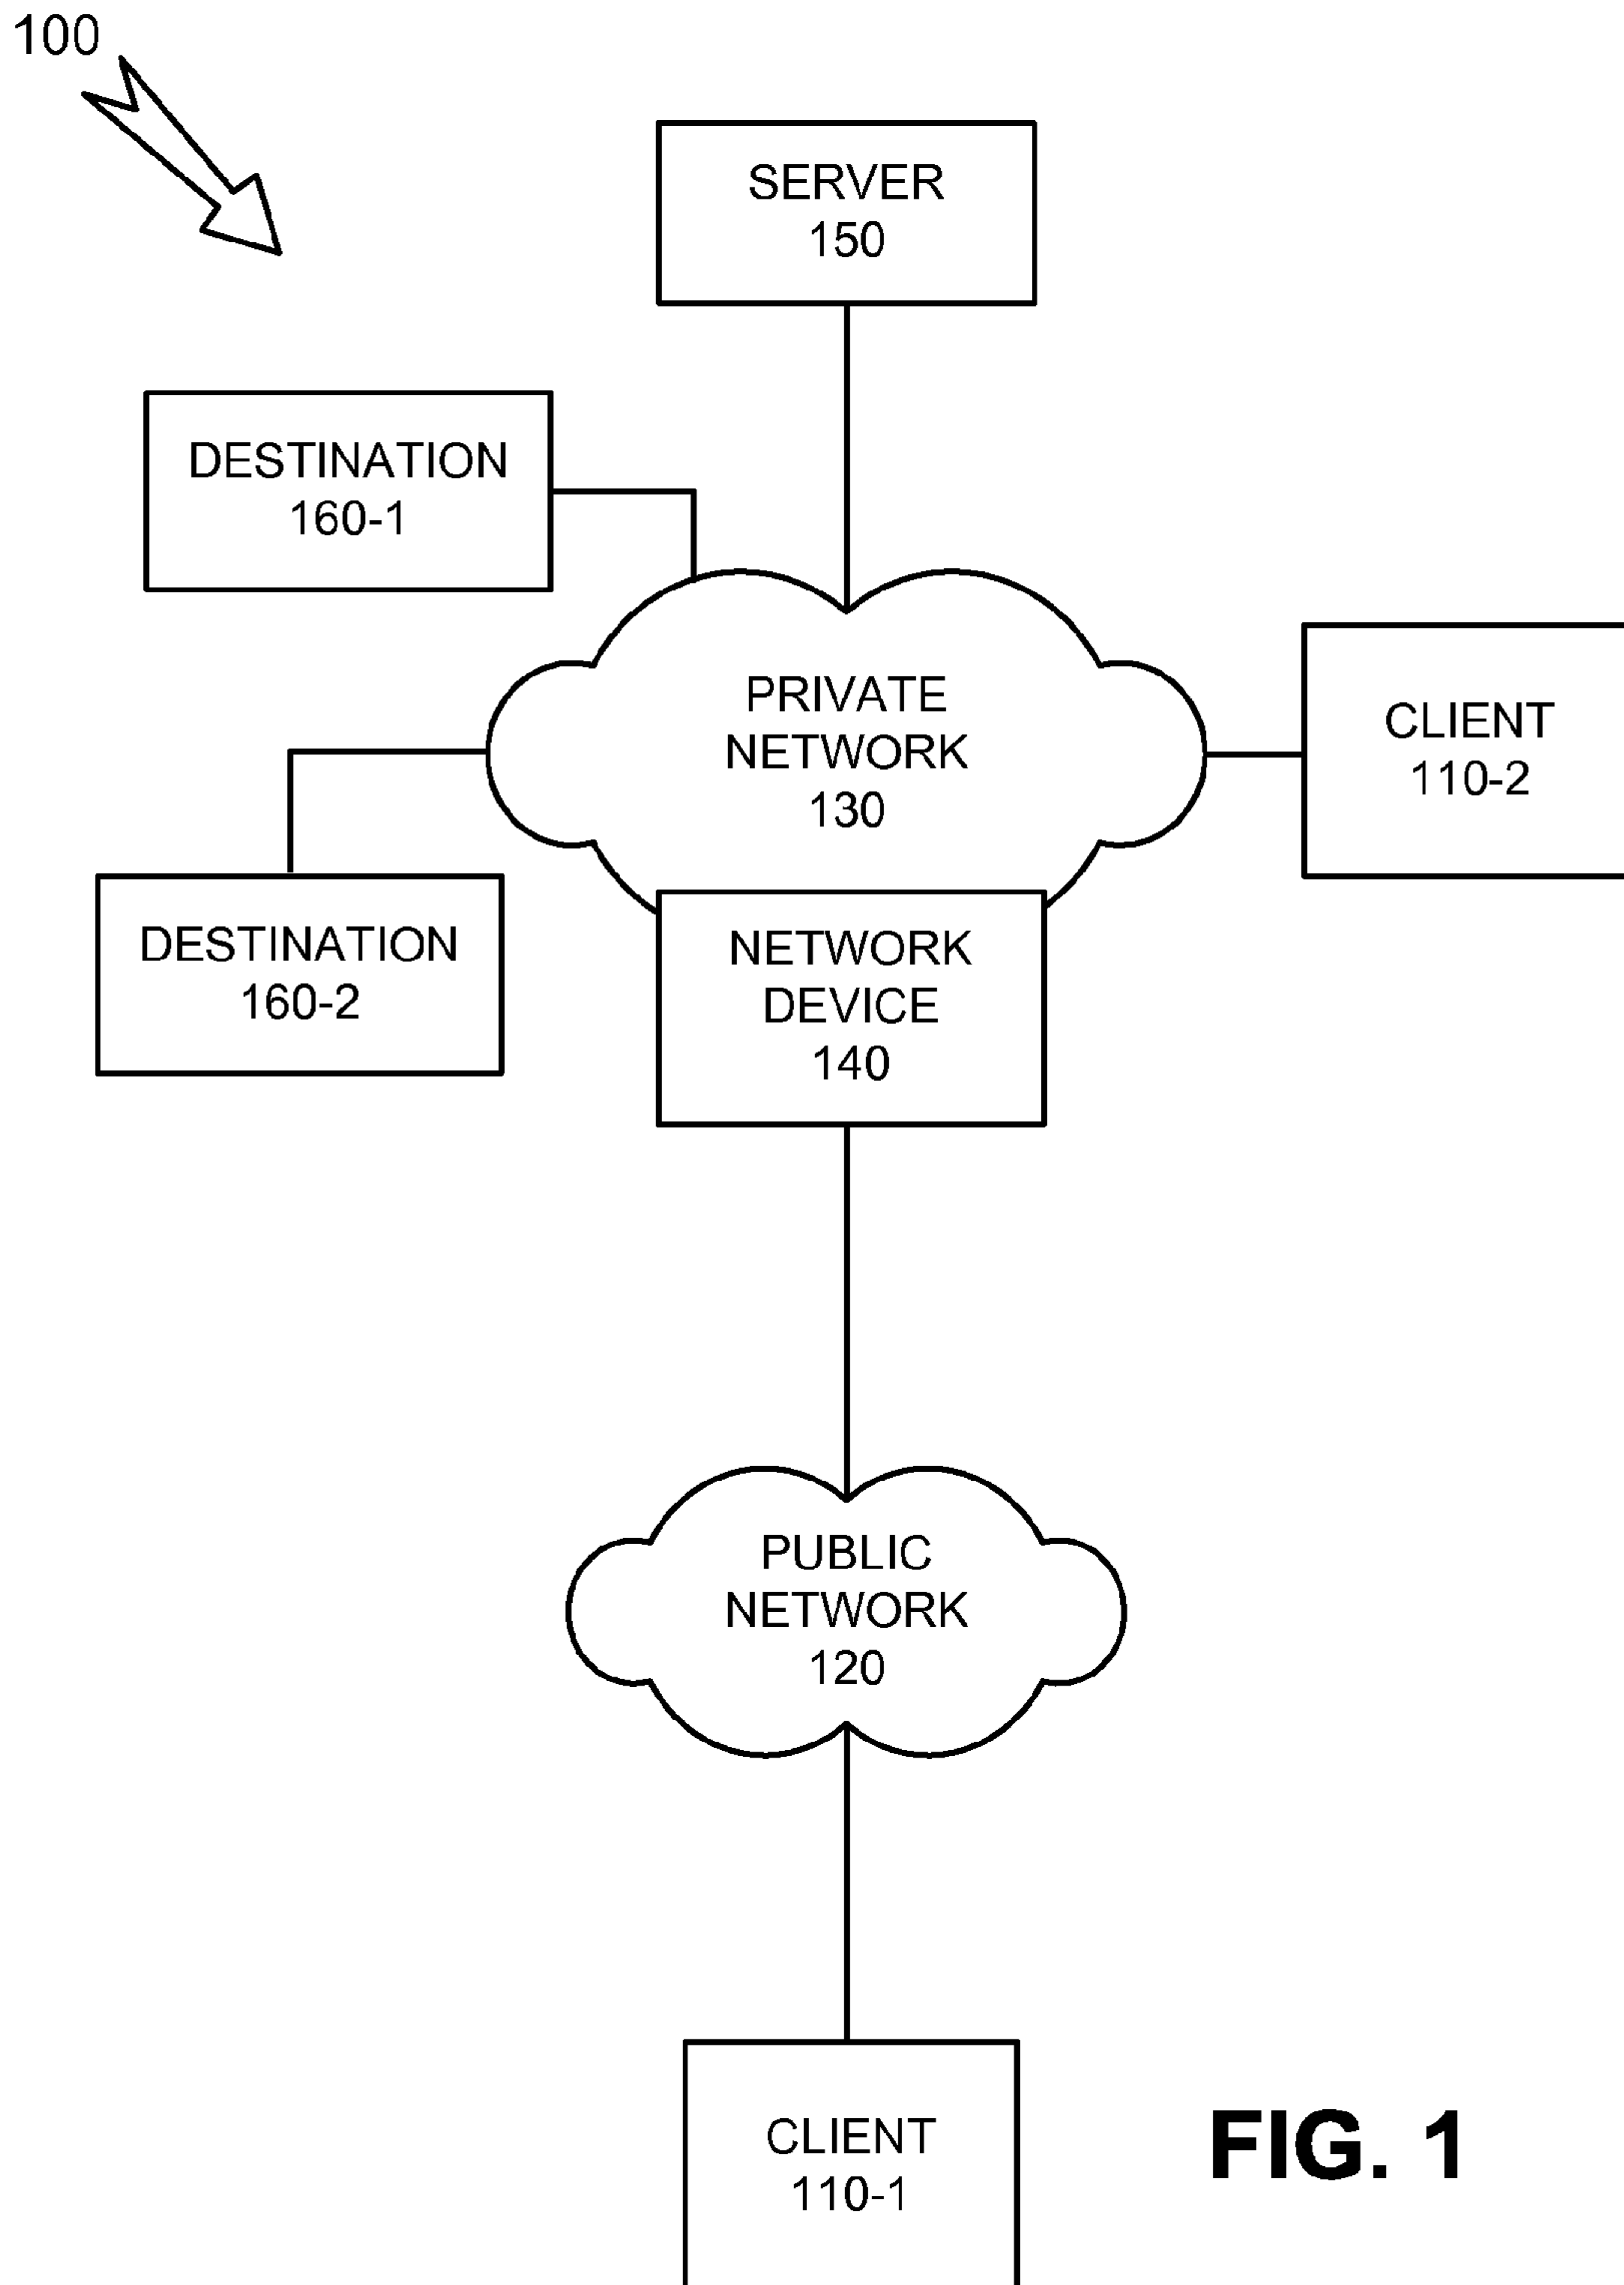 100
SERVER
150
DESTINATION
160-1
PRIVATE
NETWORK
130
CLIENT
110-2
DESTINATION
160-2
NETWORK
DEVICE
140
PUBLIC
NETWORK
120
CLIENT
110-1
FIG. 1